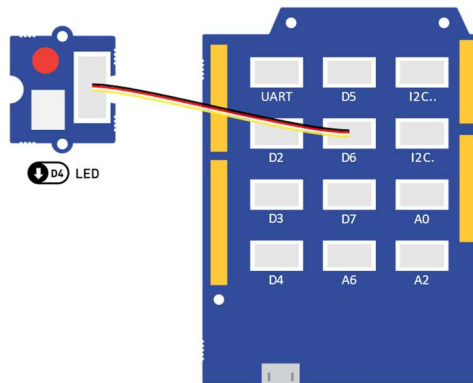 UART D5 I2C..
D2 D6 I2C.
D4 LED
D3 D7 A0
D4 A6 A2